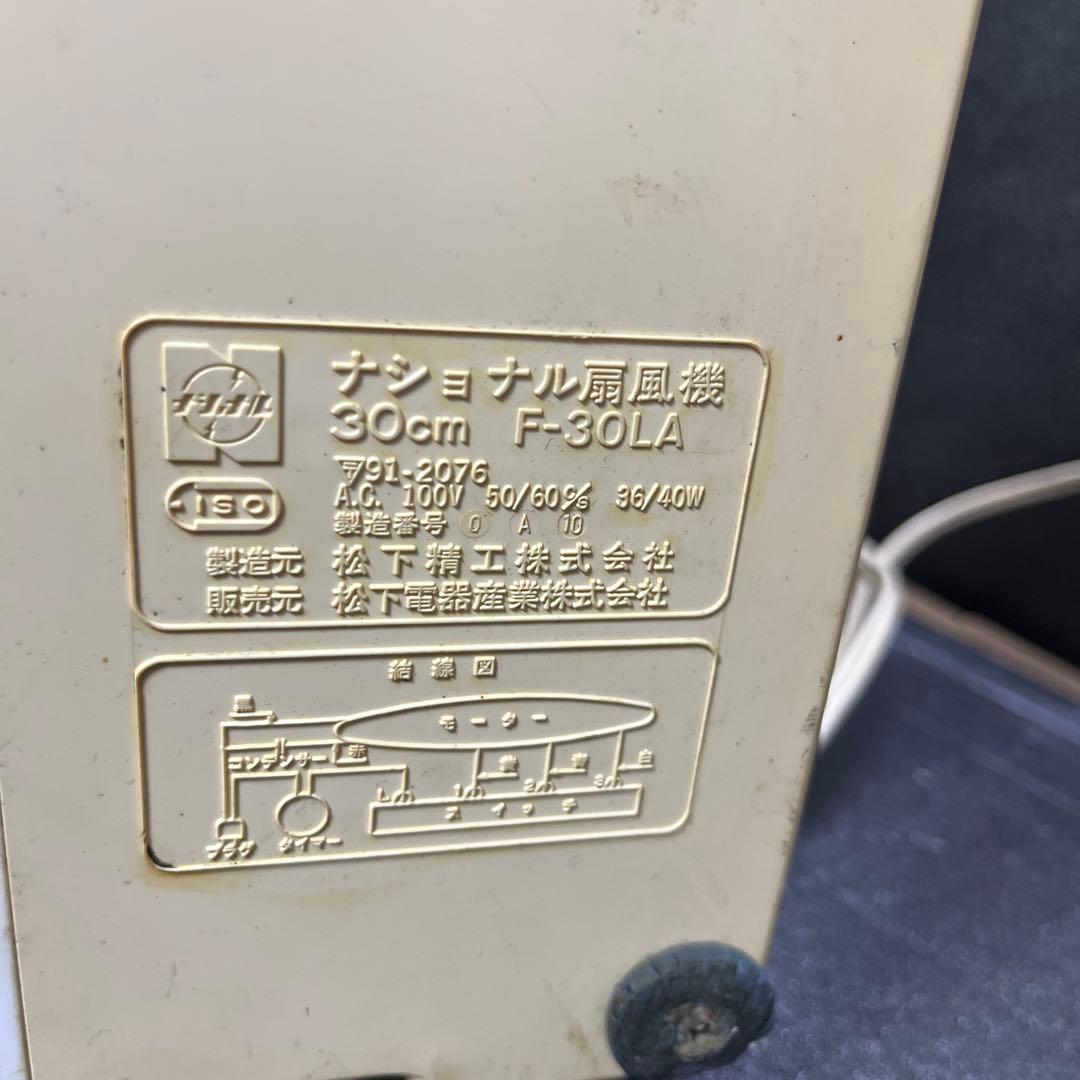 ナショナル
ナショナル扇風機
30cm F-30LA
ISO
〒91-2076
A.C. 100V 50/60% 36/40W
製造番号 0 A 10
製造元 松下精工株式会社
販売元 松下電器産業株式会社
結線図
黒
モーター
コンデンサー
赤
黄
青
白
L 1 2 3
スイッチ
プラグ
タイマー